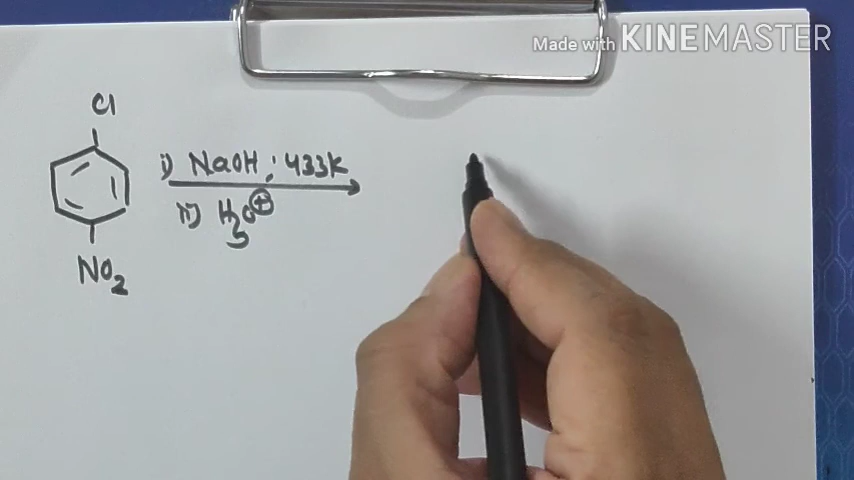 Made with KINEMASTER
Cl
i) NaOH ; 433K
ii) H3O⊕
NO2